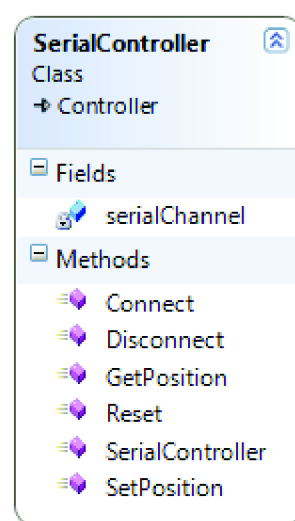 SerialController
Class
Controller
Fields
serialChannel
Methods
Connect
Disconnect
GetPosition
Reset
SerialController
SetPosition